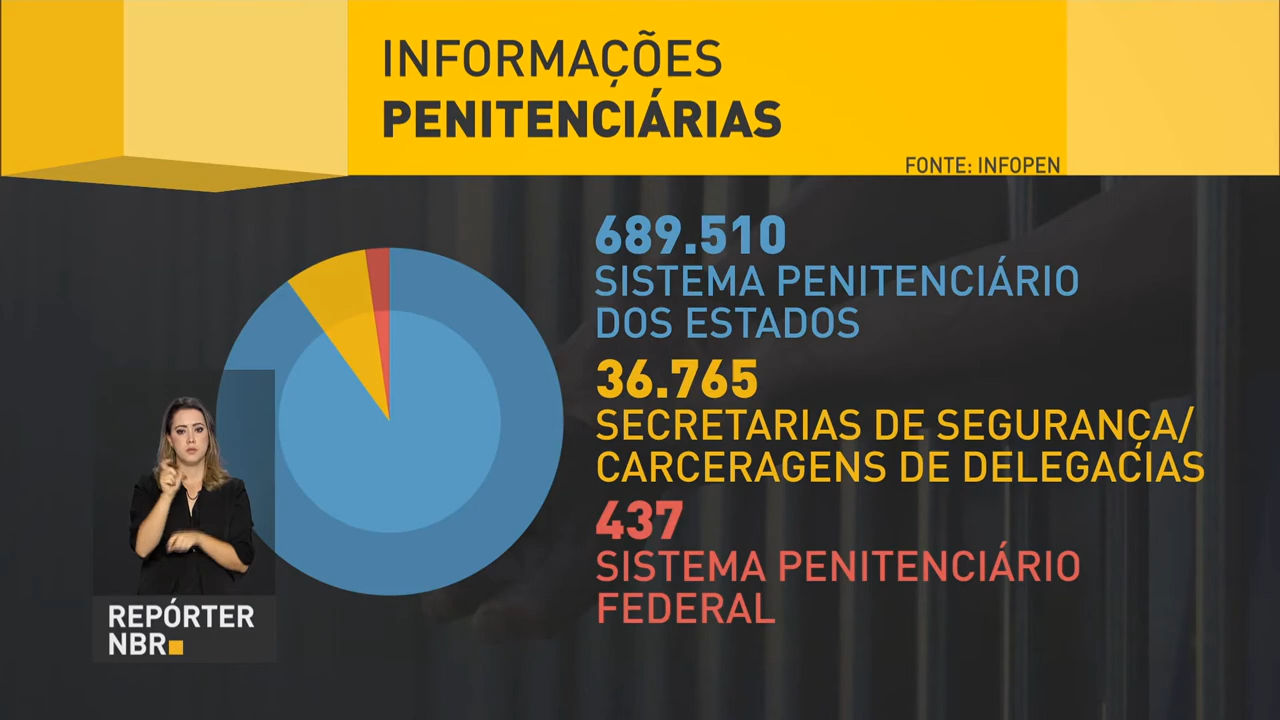 INFORMAÇÕES
PENITENCIÁRIAS
FONTE: INFOPEN
689.510
SISTEMA PENITENCIÁRIO
DOS ESTADOS
36.765
SECRETARIAS DE SEGURANÇA/
CARCERAGENS DE DELEGACIAS
437
SISTEMA PENITENCIÁRIO
FEDERAL
REPÓRTER
NBR